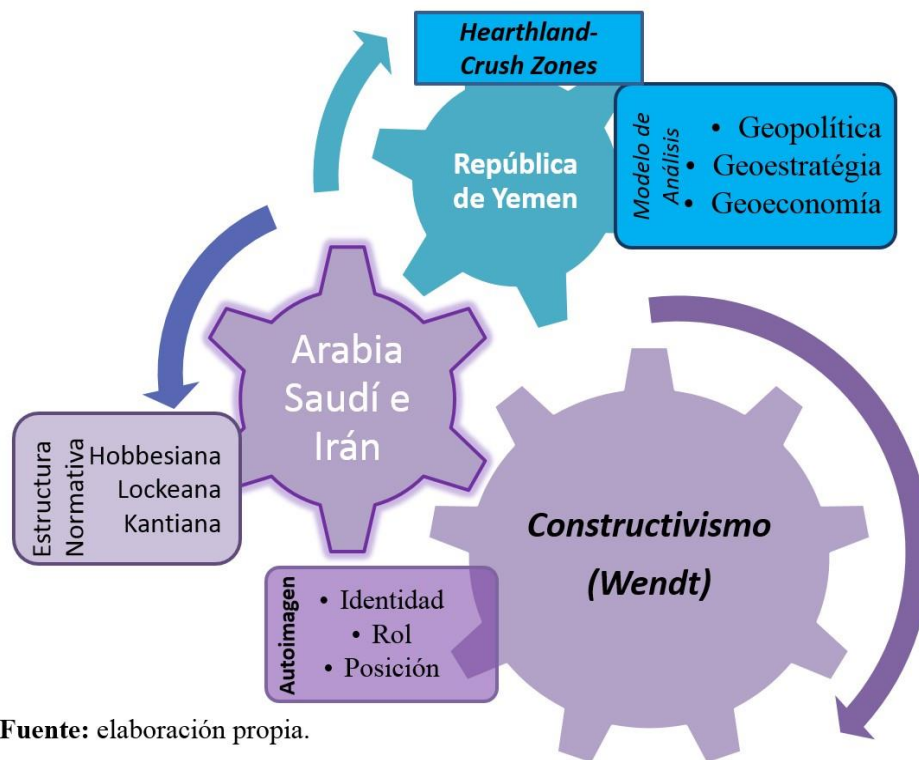 Hearthland-
Crush Zones
República
de Yemen
Modelo de
Análisis
• Geopolítica
• Geoestratégia
• Geoeconomía
Arabia
Saudí e
Irán
Estructura
Normativa
Hobbesiana
Lockeana
Kantiana
Constructivismo
(Wendt)
Autoimagen
• Identidad
• Rol
• Posición
Fuente: elaboración propia.